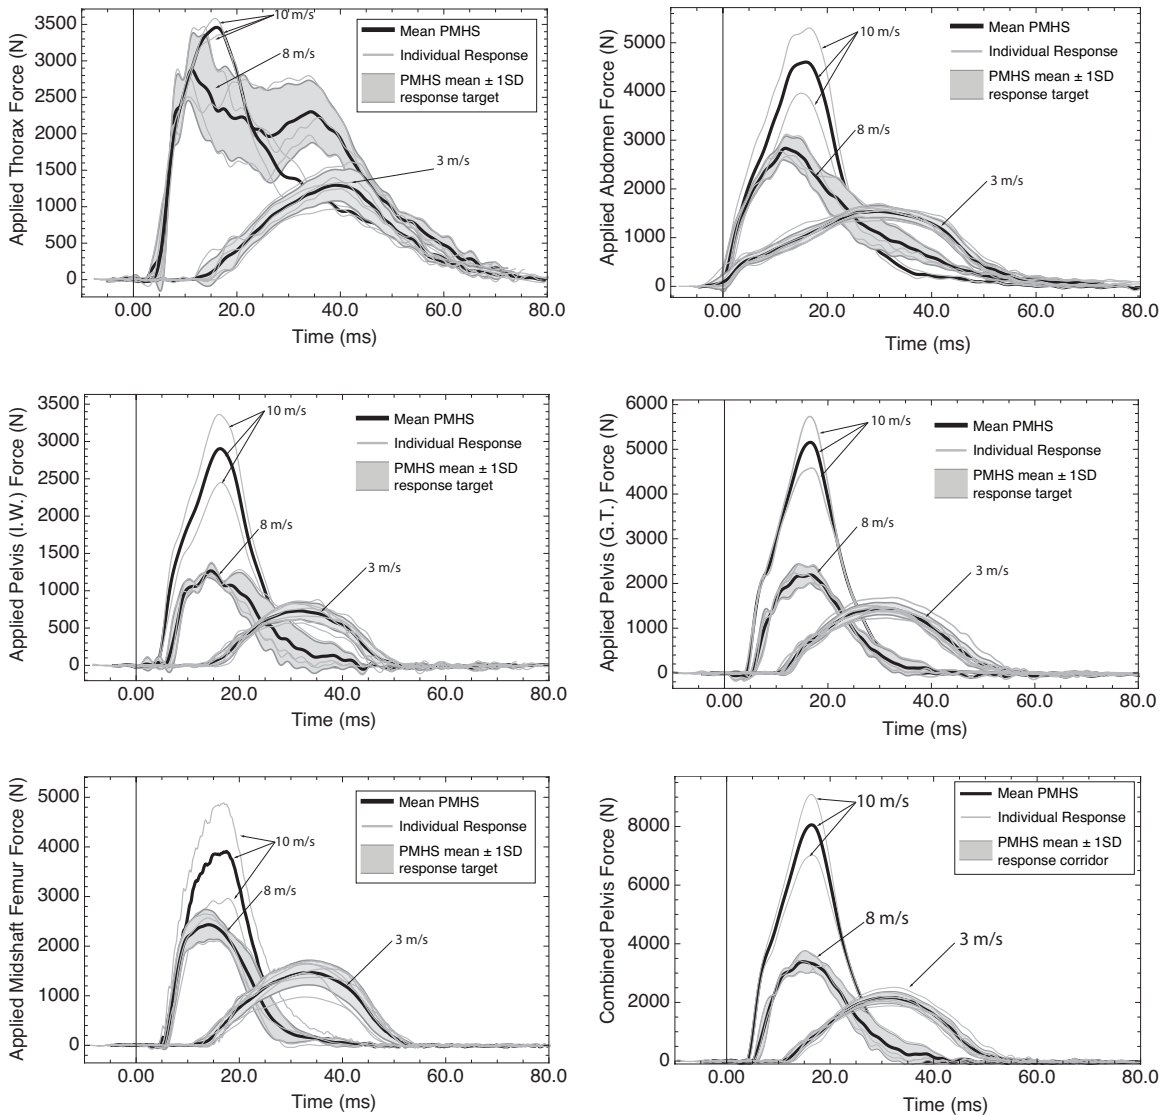 Applied Thorax Force (N)
3500
3000
2500
2000
1500
1000
500
0
10 m/s
8 m/s
3 m/s
Mean PMHS
Individual Response
PMHS mean ± 1SD
response target
0.00 20.0 40.0 60.0 80.0
Time (ms)
Applied Abdomen Force (N)
5000
4000
3000
2000
1000
0
10 m/s
8 m/s
3 m/s
Mean PMHS
Individual Response
PMHS mean ± 1SD
response target
0.00 20.0 40.0 60.0 80.0
Time (ms)
Applied Pelvis (I.W.) Force (N)
3500
3000
2500
2000
1500
1000
500
0
10 m/s
8 m/s
3 m/s
Mean PMHS
Individual Response
PMHS mean ± 1SD
response target
0.00 20.0 40.0 60.0 80.0
Time (ms)
Applied Pelvis (G.T.) Force (N)
6000
5000
4000
3000
2000
1000
0
10 m/s
8 m/s
3 m/s
Mean PMHS
Individual Response
PMHS mean ± 1SD
response target
0.00 20.0 40.0 60.0 80.0
Time (ms)
Applied Midshaft Femur Force (N)
5000
4000
3000
2000
1000
0
10 m/s
8 m/s
3 m/s
Mean PMHS
Individual Response
PMHS mean ± 1SD
response target
0.00 20.0 40.0 60.0 80.0
Time (ms)
Combined Pelvis Force (N)
8000
6000
4000
2000
0
10 m/s
8 m/s
3 m/s
Mean PMHS
Individual Response
PMHS mean ± 1SD
response corridor
0.00 20.0 40.0 60.0 80.0
Time (ms)